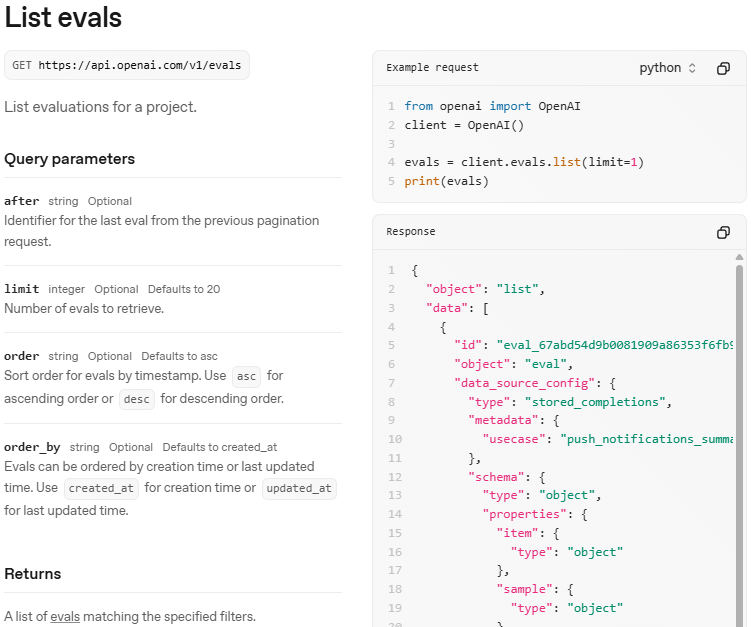 List evals
GET https://api.openai.com/v1/evals
List evaluations for a project.
Query parameters
after string Optional
Identifier for the last eval from the previous pagination
request.
limit integer Optional Defaults to 20
Number of evals to retrieve.
order string Optional Defaults to asc
Sort order for evals by timestamp. Use asc for
ascending order or desc for descending order.
order_by string Optional Defaults to created_at
Evals can be ordered by creation time or last updated
time. Use created_at for creation time or updated_at
for last updated time.
Returns
A list of evals matching the specified filters.
Example request python
1 from openai import OpenAI
2 client = OpenAI()
3
4 evals = client.evals.list(limit=1)
5 print(evals)
Response
1 {
2 "object": "list",
3 "data": [
4 {
5 "id": "eval_67abd54d9b0081909a86353f6fb9
6 "object": "eval",
7 "data_source_config": {
8 "type": "stored_completions",
9 "metadata": {
10 "usecase": "push_notifications_summa
11 },
12 "schema": {
13 "type": "object",
14 "properties": {
15 "item": {
16 "type": "object"
17 },
18 "sample": {
19 "type": "object"
20 }